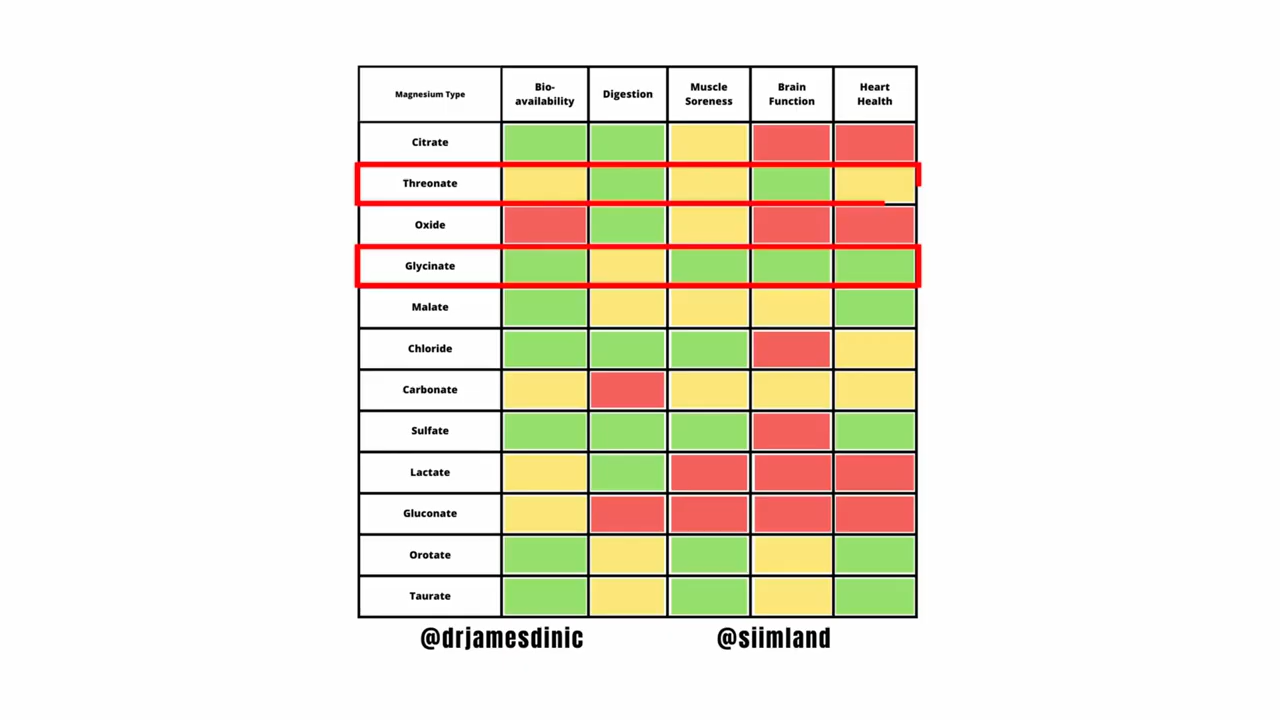 Magnesium Type
Bio-
availability
Digestion
Muscle
Soreness
Brain
Function
Heart
Health
Citrate
Threonate
Oxide
Glycinate
Malate
Chloride
Carbonate
Sulfate
Lactate
Gluconate
Orotate
Taurate
@drjamesdinic
@siimland